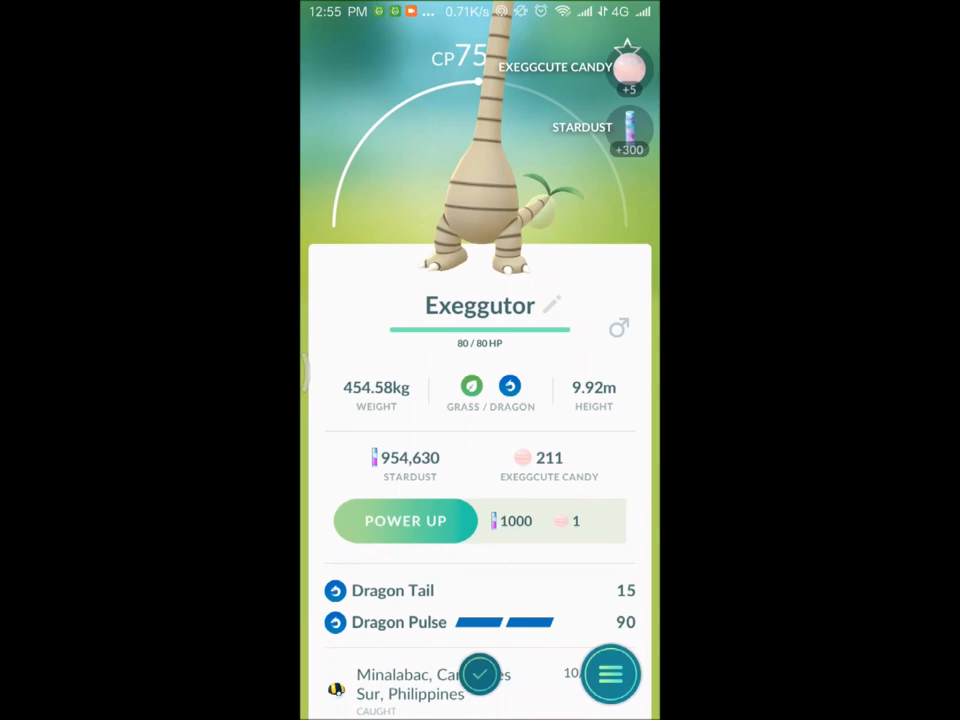 12:55 PM ... 0.71K/s 4G
CP75
EXEGGCUTE CANDY
+5
STARDUST
+300
Exeggutor
80 / 80 HP
454.58kg
WEIGHT
GRASS / DRAGON
9.92m
HEIGHT
954,630
STARDUST
211
EXEGGCUTE CANDY
POWER UP 1000 1
Dragon Tail 15
Dragon Pulse 90
Minalabac, 10/
Sur, Philippines
CAUGHT